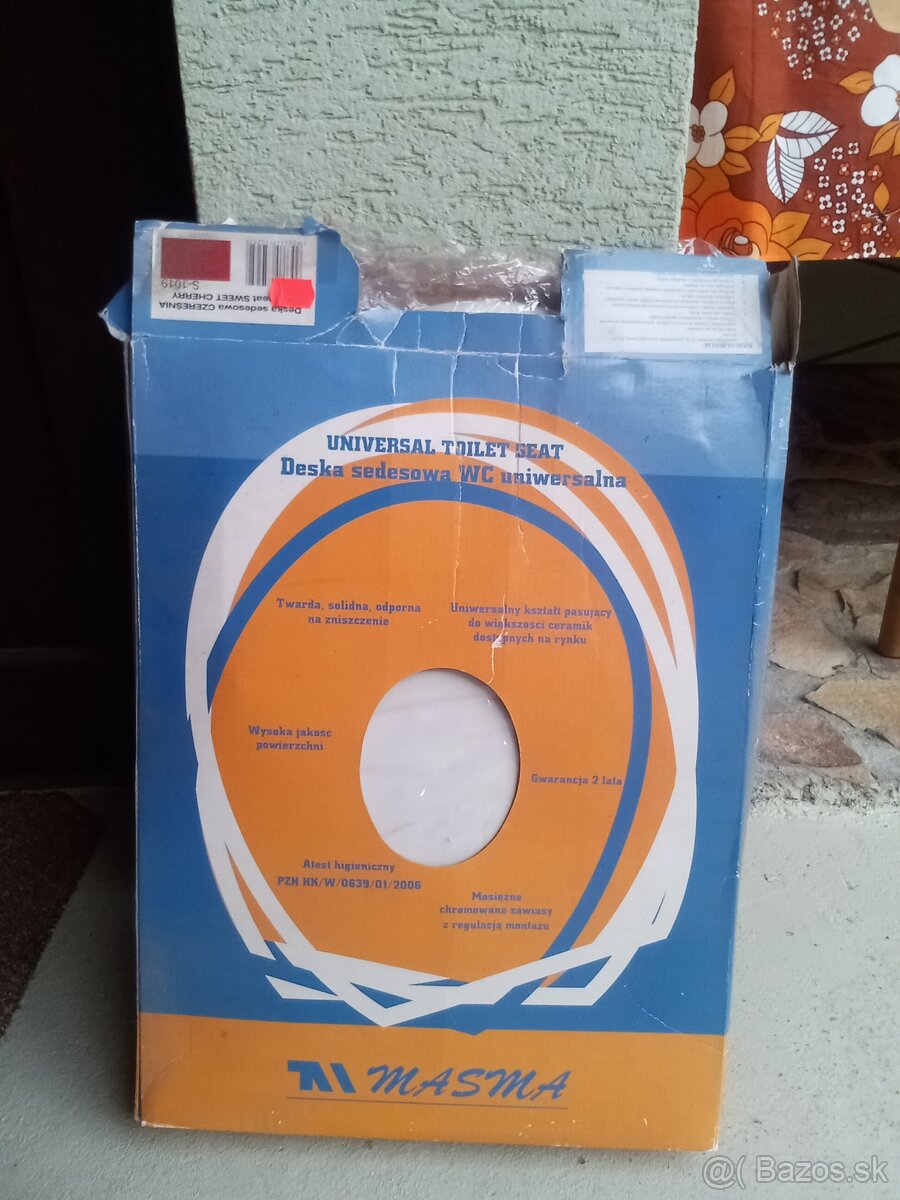 Deska sedesowa CZEREŚNIA
eat SWEET CHERRY
S-1019
UNIVERSAL TOILET SEAT
Deska sedesowa WC uniwersalna
Twarda, solidna, odporna
na zniszczenie
Uniwersalny kształt pasujący
do większości ceramik
dostępnych na rynku
Wysoka jakość
powierzchni
Gwarancja 2 lata
Atest higieniczny
PZH HK/W/0639/01/2006
Mosiężne
chromowane zawiasy
z regulacją montażu
MASMA
@( Bazos.sk